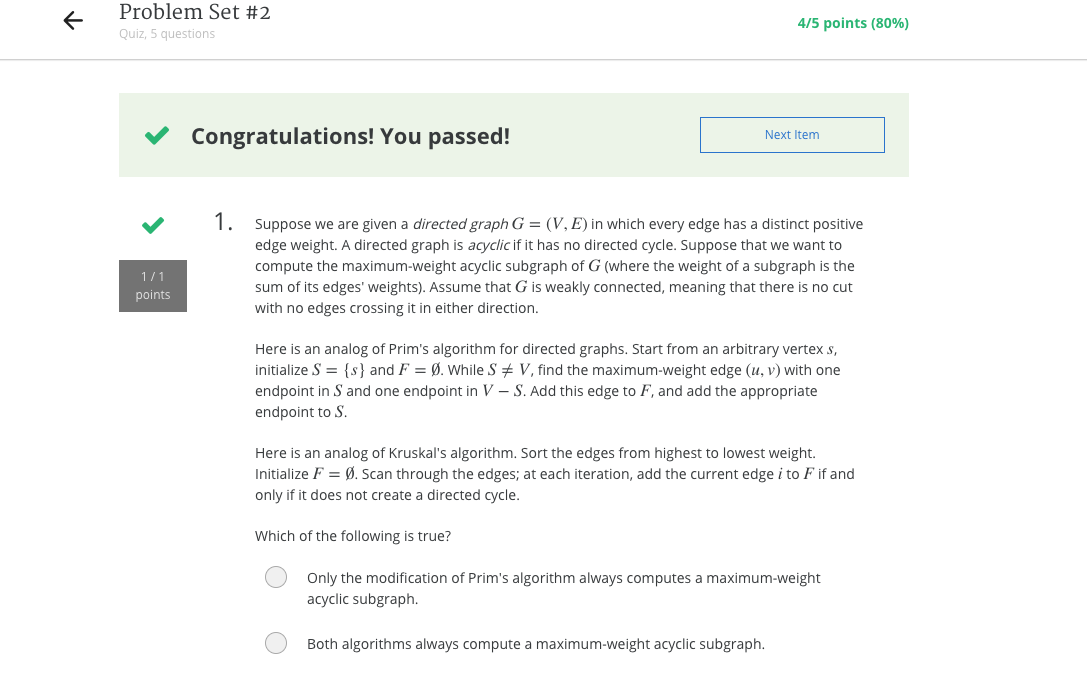 Problem Set #2
Quiz, 5 questions
4/5 points (80%)
Congratulations! You passed!
Next Item
1 / 1
points
1.
Suppose we are given a directed graph G = (V, E) in which every edge has a distinct positive
edge weight. A directed graph is acyclic if it has no directed cycle. Suppose that we want to
compute the maximum-weight acyclic subgraph of G (where the weight of a subgraph is the
sum of its edges' weights). Assume that G is weakly connected, meaning that there is no cut
with no edges crossing it in either direction.
Here is an analog of Prim's algorithm for directed graphs. Start from an arbitrary vertex s,
initialize S = {s} and F = Ø. While S ≠ V, find the maximum-weight edge (u, v) with one
endpoint in S and one endpoint in V − S. Add this edge to F, and add the appropriate
endpoint to S.
Here is an analog of Kruskal's algorithm. Sort the edges from highest to lowest weight.
Initialize F = Ø. Scan through the edges; at each iteration, add the current edge i to F if and
only if it does not create a directed cycle.
Which of the following is true?
Only the modification of Prim's algorithm always computes a maximum-weight
acyclic subgraph.
Both algorithms always compute a maximum-weight acyclic subgraph.